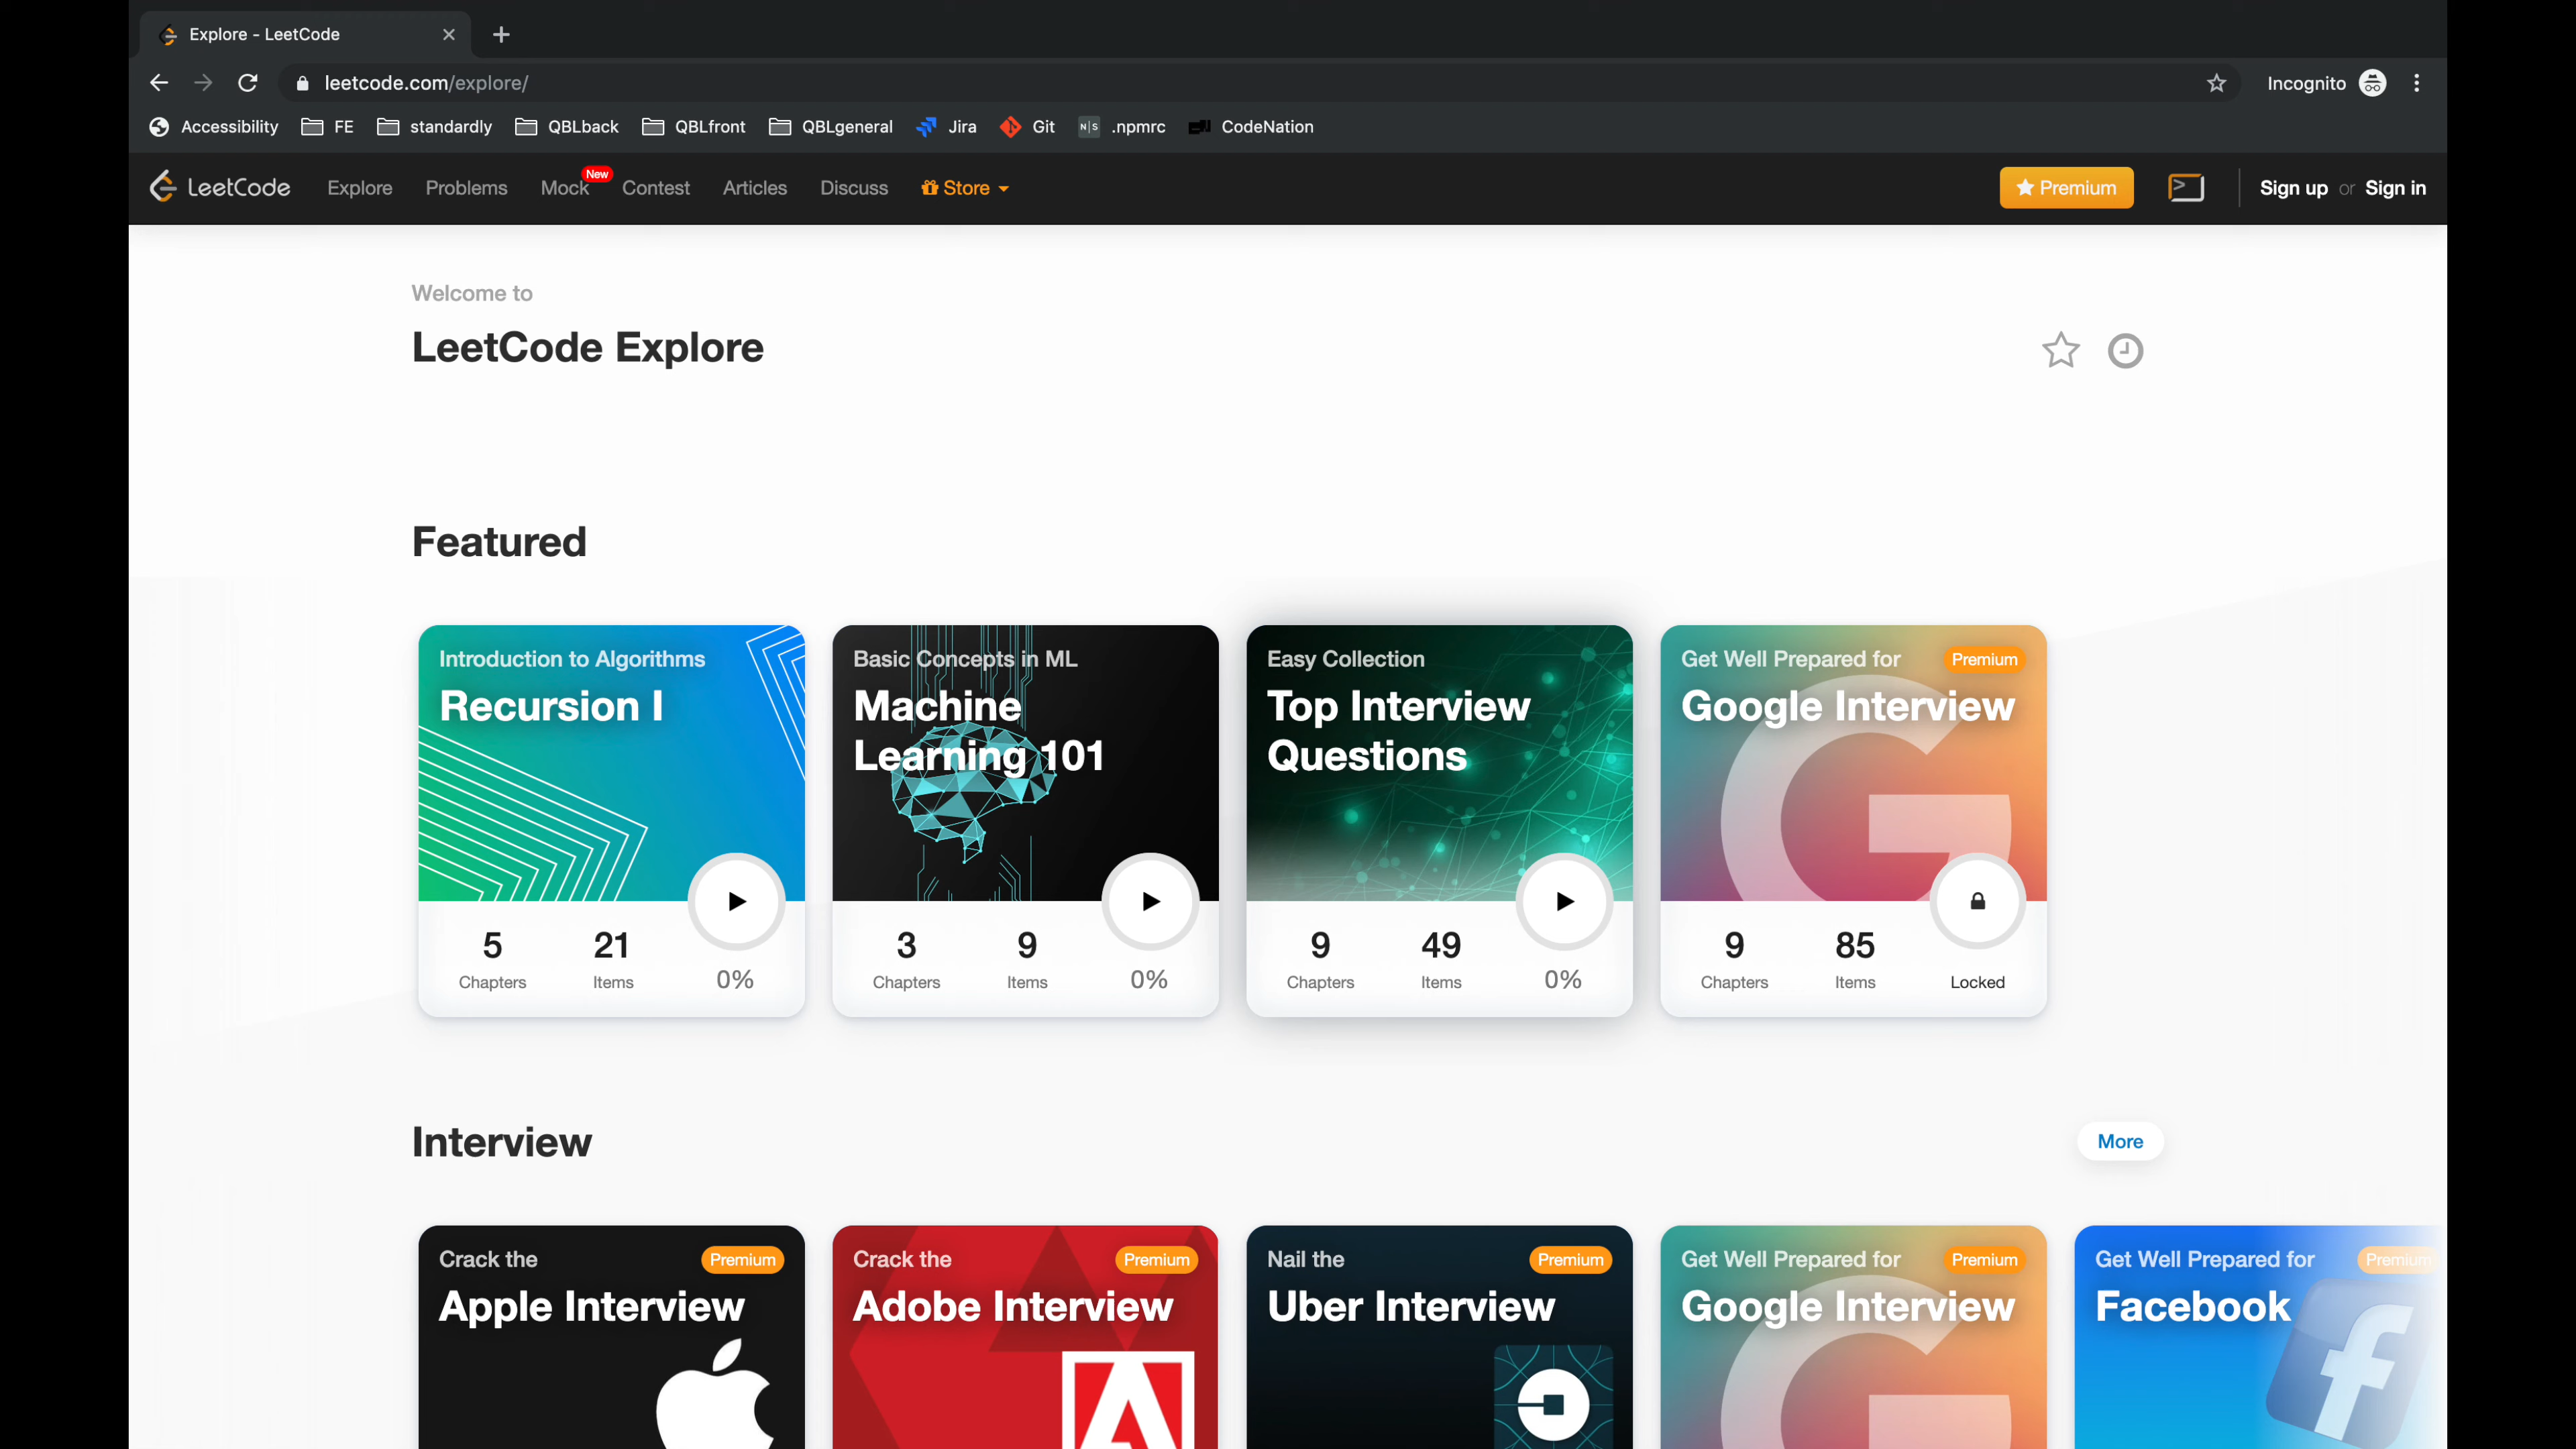 Explore - LeetCode
leetcode.com/explore/
Incognito
Accessibility FE standardly QBLback QBLfront QBLgeneral Jira Git N|S .npmrc CodeNation
LeetCode Explore Problems Mock New Contest Articles Discuss Store Premium Sign up or Sign in
Welcome to
LeetCode Explore
Featured
Introduction to Algorithms
Recursion I
5 21
Chapters Items 0%
Basic Concepts in ML
Machine
Learning 101
3 9
Chapters Items 0%
Easy Collection
Top Interview
Questions
9 49
Chapters Items 0%
Get Well Prepared for Premium
Google Interview
9 85
Chapters Items Locked
Interview
More
Crack the Premium
Apple Interview
Crack the Premium
Adobe Interview
Nail the Premium
Uber Interview
Get Well Prepared for Premium
Google Interview
Get Well Prepared for Premium
Facebook